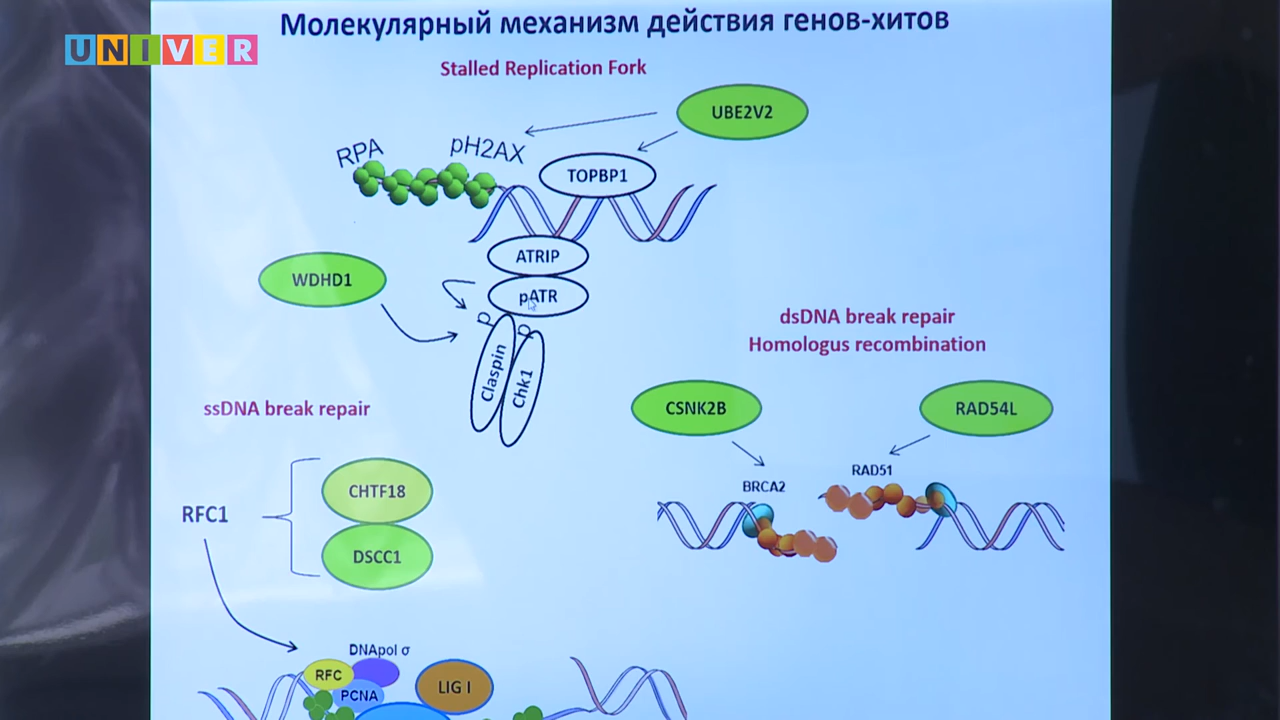 Молекулярный механизм действия генов-хитов
UNIVER
Stalled Replication Fork
UBE2V2
RPA
pH2AX
TOPBP1
ATRIP
WDHD1
pATR
p
p
Claspin
Chk1
dsDNA break repair
Homologus recombination
ssDNA break repair
CSNK2B
RAD54L
BRCA2
RAD51
CHTF18
RFC1
DSCC1
DNApol σ
RFC
PCNA
LIG I